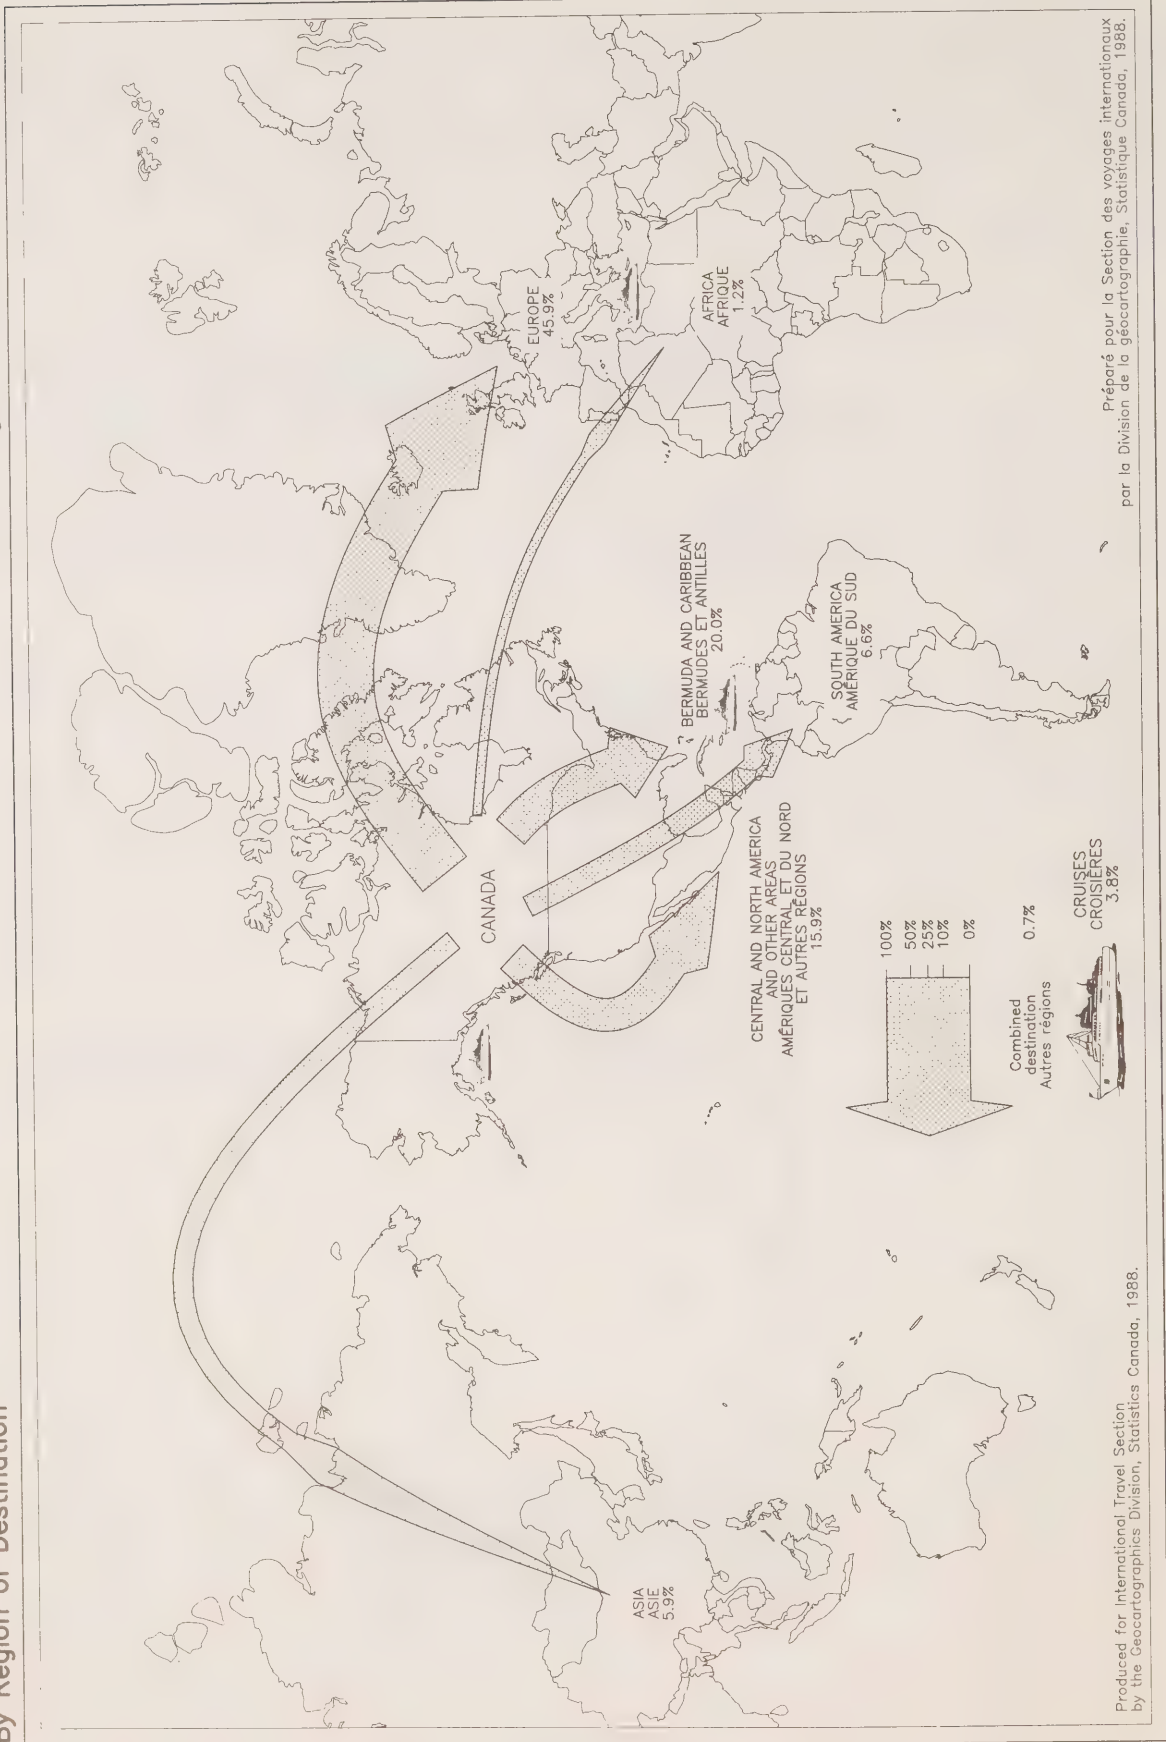 By Region of Destination
EUROPE
45.9%
AFRICA
AFRIQUE
1.2%
BERMUDA AND CARIBBEAN
BERMUDES ET ANTILLES
20.0%
SOUTH AMERICA
AMÉRIQUE DU SUD
6.6%
CANADA
CENTRAL AND NORTH AMERICA
AND OTHER AREAS
AMÉRIQUES CENTRAL ET DU NORD
ET AUTRES RÉGIONS
15.9%
ASIA
ASIE
5.9%
100%
50%
25%
10%
0%
Combined
destination
Autres régions
0.7%
CRUISES
CROISIÈRES
3.8%
Produced for International Travel Section
by the Geocartographics Division, Statistics Canada, 1988.
Préparé pour la Section des voyages internationaux
par la Division de la géocartographie, Statistique Canada, 1988.